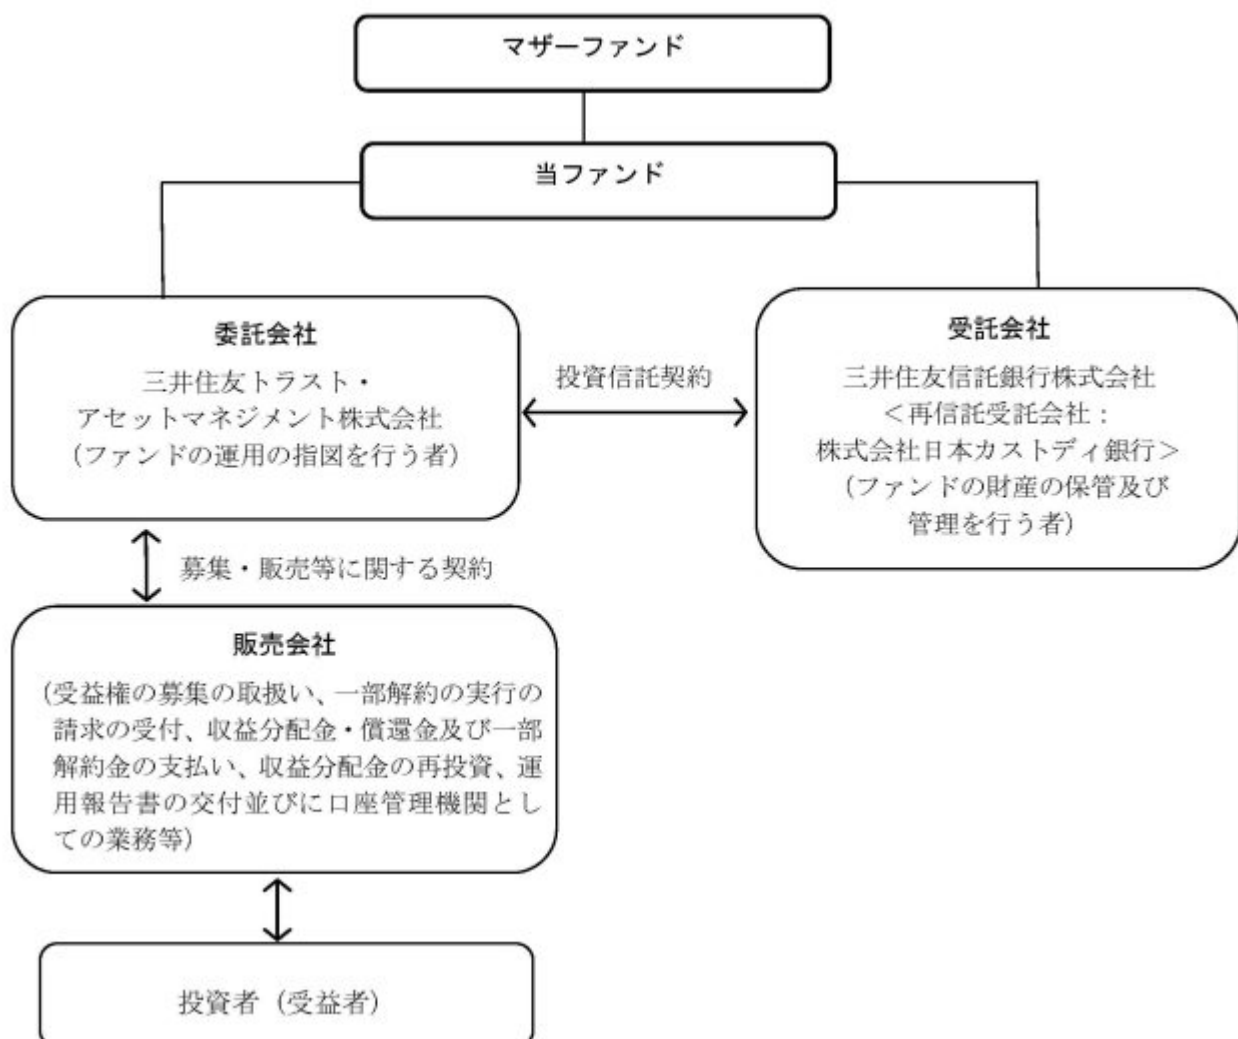 マザーファンド
当ファンド
委託会社
三井住友トラスト・
アセットマネジメント株式会社
（ファンドの運用の指図を行う者）
投資信託契約
受託会社
三井住友信託銀行株式会社
＜再信託受託会社：
株式会社日本カストディ銀行＞
（ファンドの財産の保管及び
管理を行う者）
募集・販売等に関する契約
販売会社
（受益権の募集の取扱い、一部解約の実行の
請求の受付、収益分配金・償還金及び一部
解約金の支払い、収益分配金の再投資、運
用報告書の交付並びに口座管理機関とし
ての業務等）
投資者（受益者）